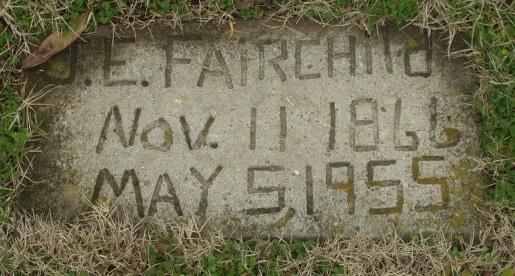 J.E. FAIRCHILD
NOV. 11 1866
MAY 5, 1955